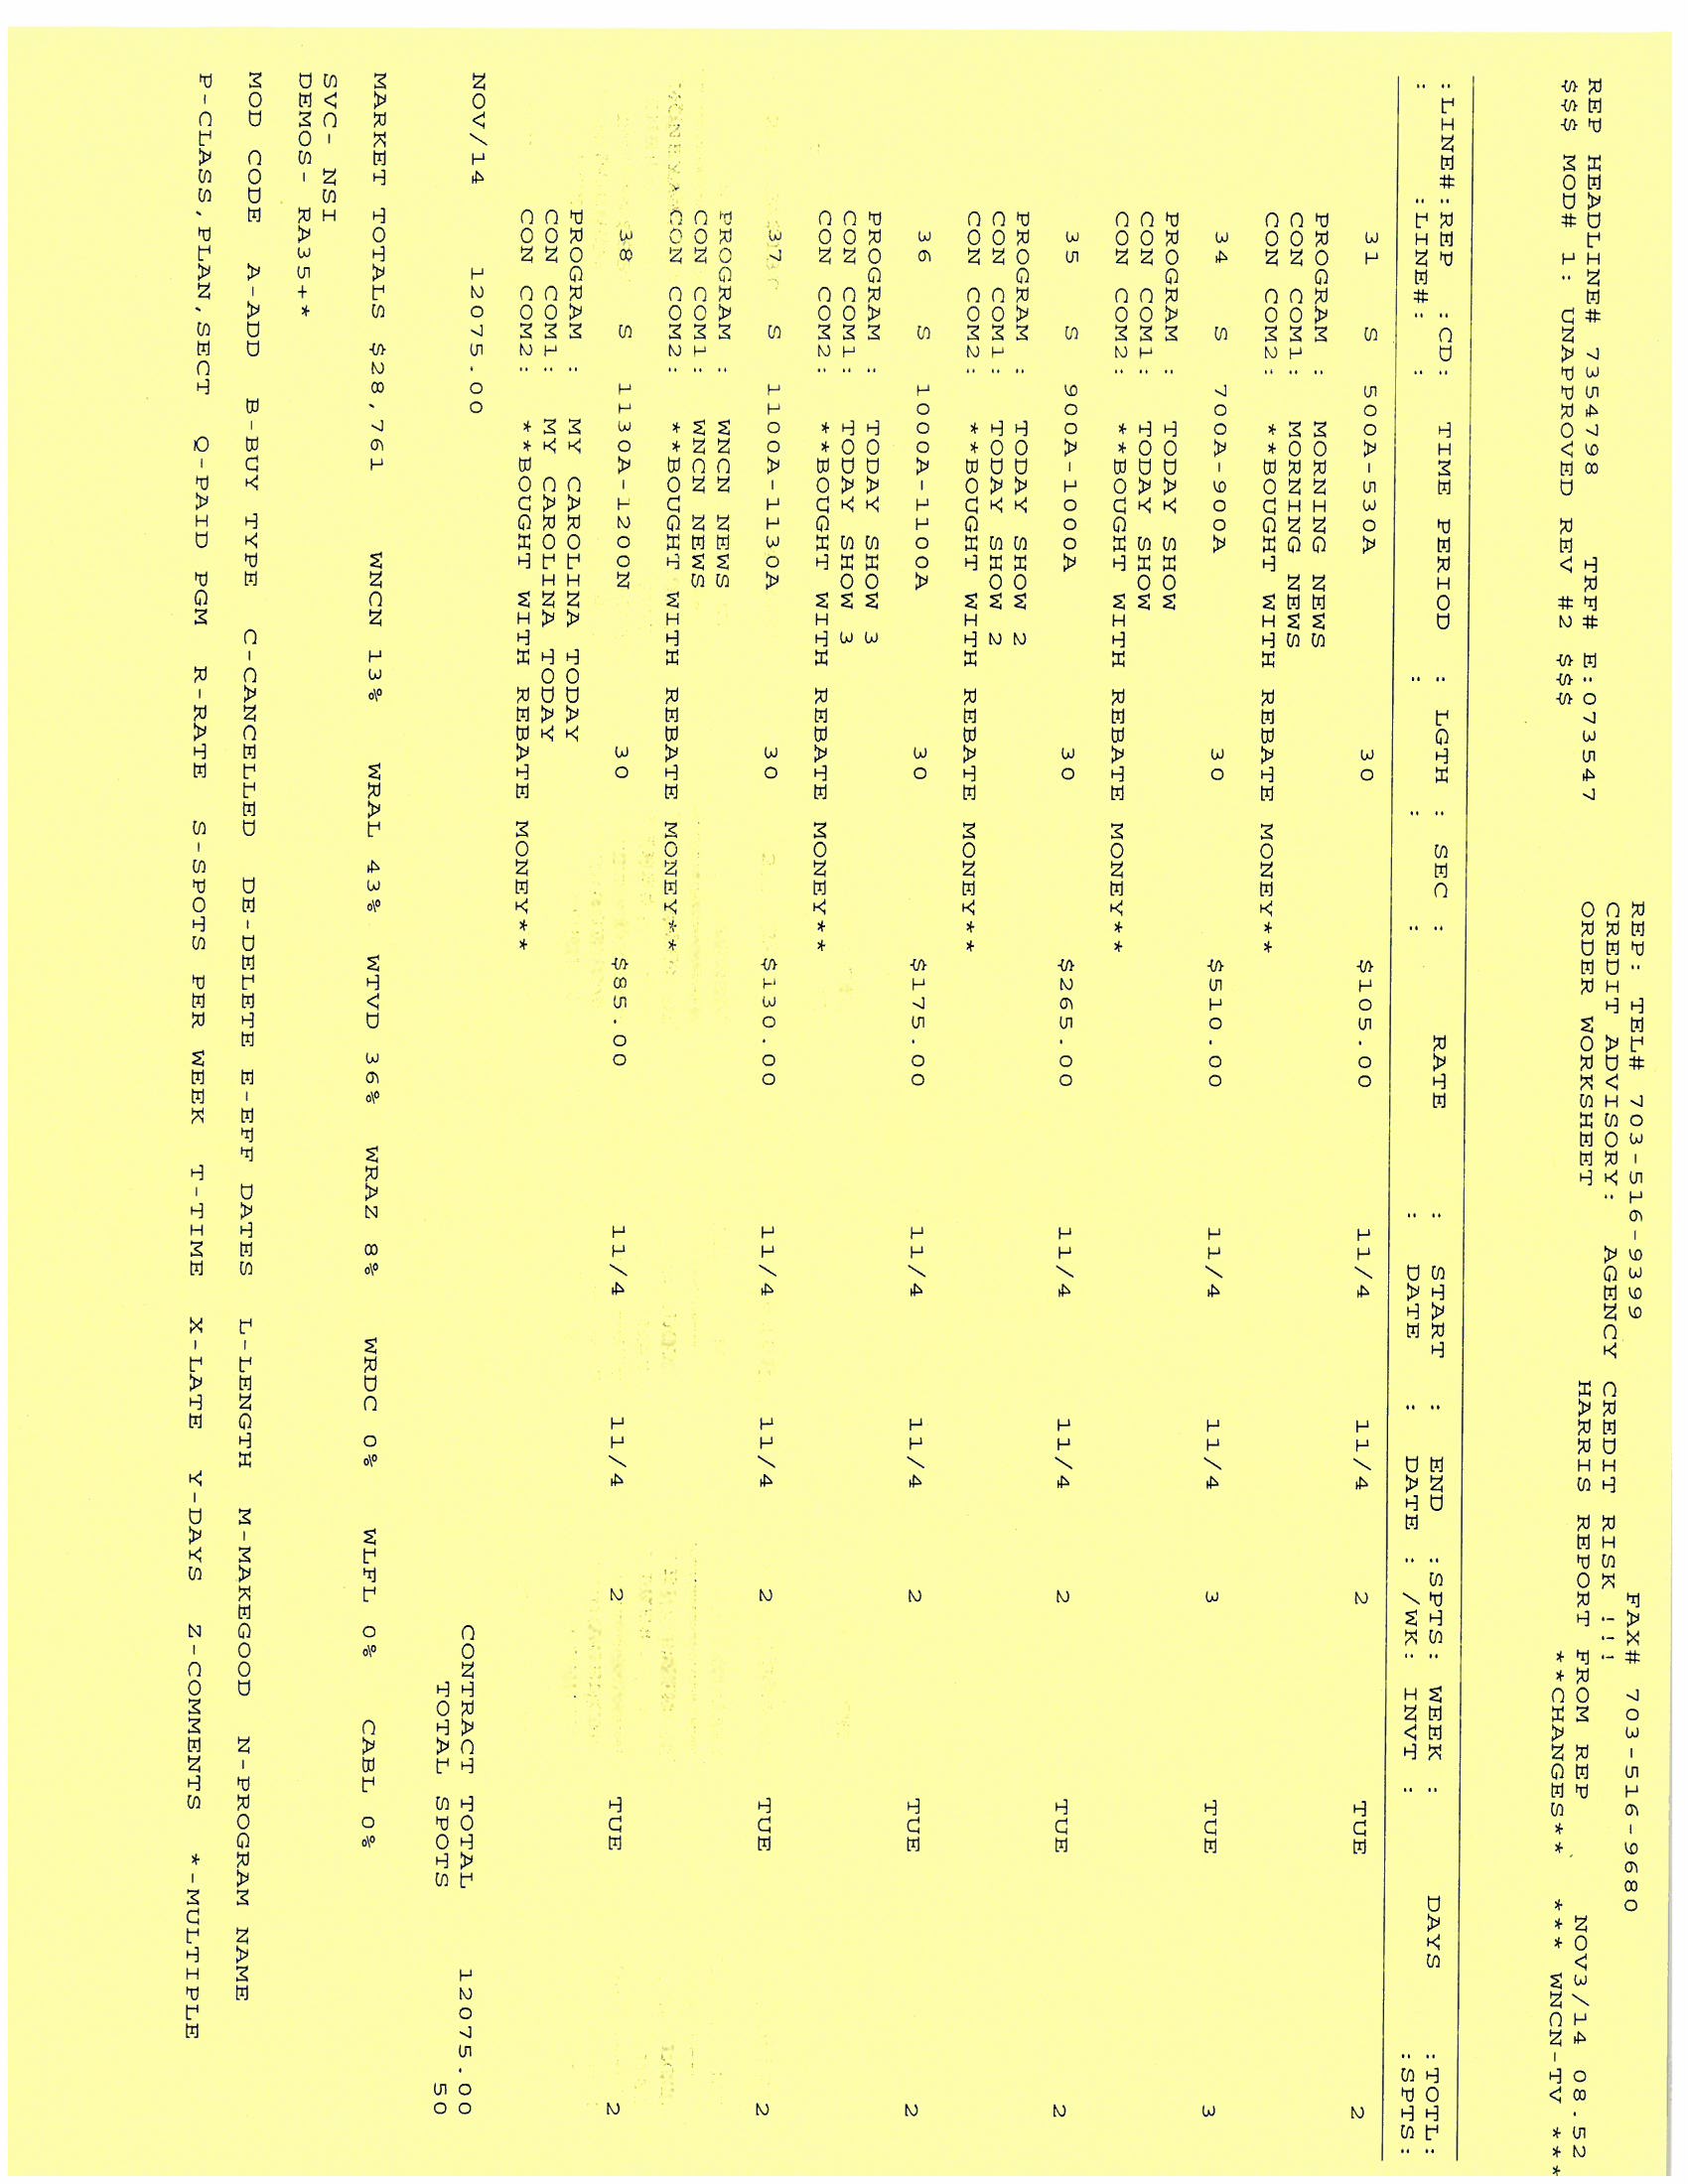 REP: TEL# 703-516-9399 FAX# 703-516-9680
CREDIT ADVISORY: AGENCY CREDIT RISK !!!
REP HEADLINE# 7354798 TRF# E:073547 ORDER WORKSHEET HARRIS REPORT FROM REP NOV3/14 08.52
$$$ MOD# 1: UNAPPROVED REV #2 $$$ **CHANGES** *** WNCN-TV ***
:LINE#:REP :CD: TIME PERIOD : LGTH : SEC : RATE : START : END :SPTS: WEEK : DAYS :TOTL:
: :LINE#: : : : : : DATE : DATE : /WK: INVT : :SPTS:
31 S 500A-530A 30 $105.00 11/4 11/4 2 TUE 2
PROGRAM : MORNING NEWS
CON COM1: MORNING NEWS
CON COM2: **BOUGHT WITH REBATE MONEY**
34 S 700A-900A 30 $510.00 11/4 11/4 3 TUE 3
PROGRAM : TODAY SHOW
CON COM1: TODAY SHOW
CON COM2: **BOUGHT WITH REBATE MONEY**
35 S 900A-1000A 30 $265.00 11/4 11/4 2 TUE 2
PROGRAM : TODAY SHOW 2
CON COM1: TODAY SHOW 2
CON COM2: **BOUGHT WITH REBATE MONEY**
36 S 1000A-1100A 30 $175.00 11/4 11/4 2 TUE 2
PROGRAM : TODAY SHOW 3
CON COM1: TODAY SHOW 3
CON COM2: **BOUGHT WITH REBATE MONEY**
37 S 1100A-1130A 30 $130.00 11/4 11/4 2 TUE 2
PROGRAM : WNCN NEWS
CON COM1: WNCN NEWS
CON COM2: **BOUGHT WITH REBATE MONEY**
38 S 1130A-1200N 30 $85.00 11/4 11/4 2 TUE 2
PROGRAM : MY CAROLINA TODAY
CON COM1: MY CAROLINA TODAY
CON COM2: **BOUGHT WITH REBATE MONEY**
NOV/14 12075.00 CONTRACT TOTAL 12075.00
TOTAL SPOTS 50
MARKET TOTALS $28,761 WNCN 13% WRAL 43% WTVD 36% WRAZ 8% WRDC 0% WLFL 0% CABL 0%
SVC- NSI
DEMOS- RA35+*
MOD CODE A-ADD B-BUY TYPE C-CANCELLED DE-DELETE E-EFF DATES L-LENGTH M-MAKEGOOD N-PROGRAM NAME
P-CLASS,PLAN,SECT Q-PAID PGM R-RATE S-SPOTS PER WEEK T-TIME X-LATE Y-DAYS Z-COMMENTS *-MULTIPLE